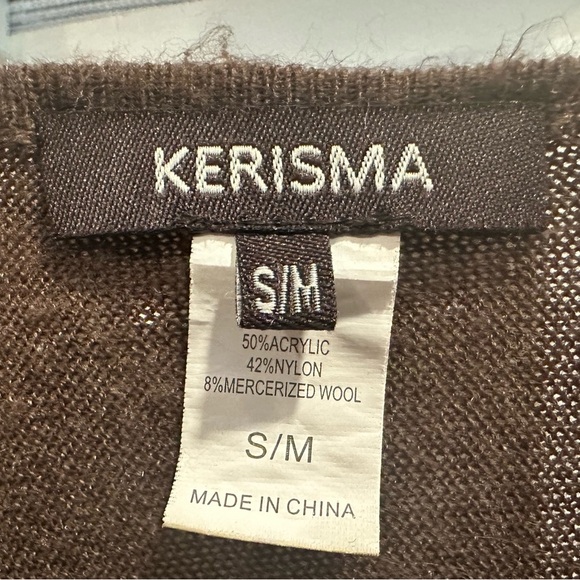 KERISMA
S/M
50%ACRYLIC
42%NYLON
8%MERCERIZED WOOL
S/M
MADE IN CHINA